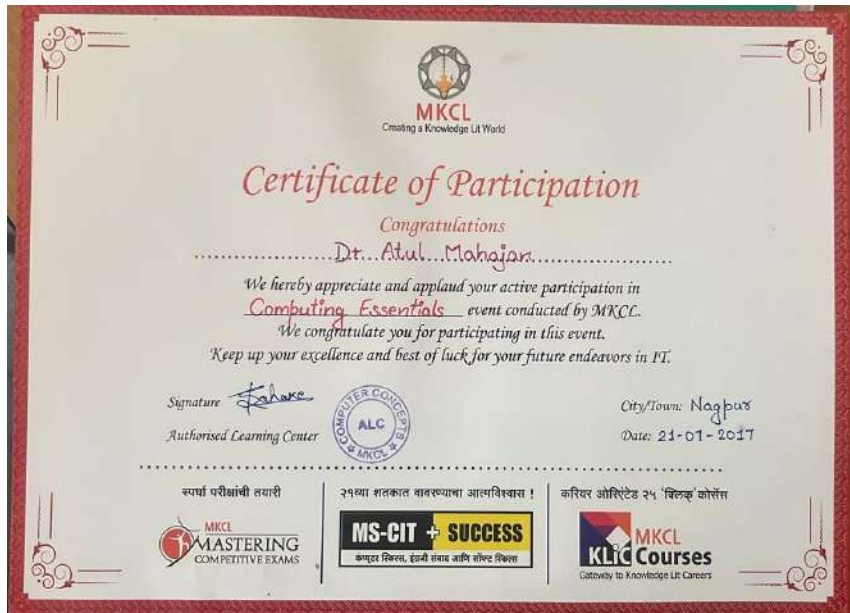 MKCL
Creating a Knowledge Lit World
Certificate of Participation
Congratulations
Dr. Atul Mahajan
We hereby appreciate and applaud your active participation in
Computing Essentials event conducted by MKCL.
We congratulate you for participating in this event.
Keep up your excellence and best of luck for your future endeavors in IT.
Signature
Authorised Learning Center
COMPUTER CONCEPTS
ALC
MKCL
City/Town: Nagpur
Date: 21-07-2017
स्पर्धा परीक्षांची तयारी
MKCL
MASTERING
COMPETITIVE EXAMS
२१व्या शतकात वावरण्याचा आत्मविश्वास !
MS-CIT + SUCCESS
कंप्युटर स्किल्स, इंग्रजी संवाद आणि सॉफ्ट स्किल्स
करियर ओरिएंटेड २५ 'क्लिक' कोर्सेस
MKCL
KLiC Courses
Gateway to Knowledge Lit Careers